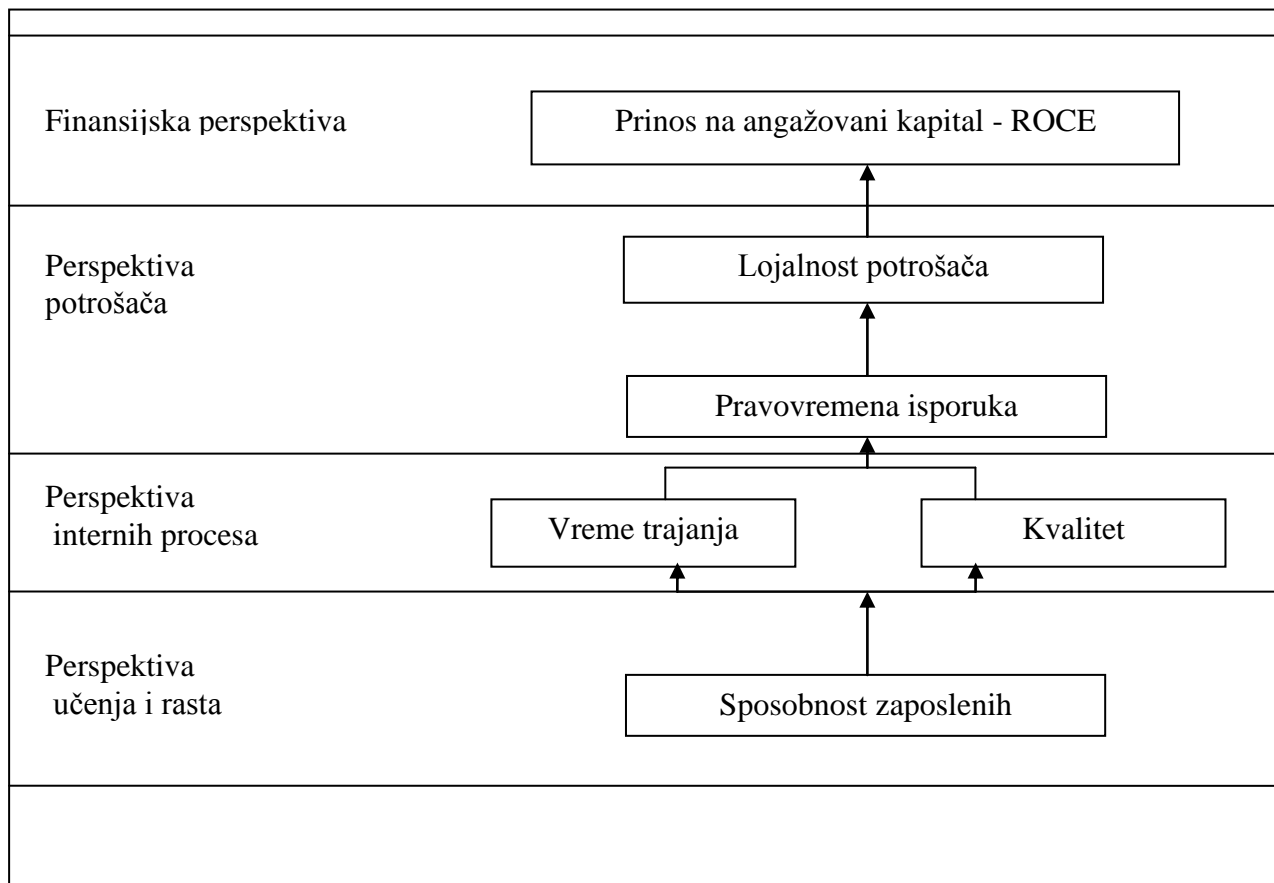 Finansijska perspektiva
Prinos na angažovani kapital - ROCE
Perspektiva
potrošača
Lojalnost potrošača
Pravovremena isporuka
Perspektiva
internih procesa
Vreme trajanja
Kvalitet
Perspektiva
učenja i rasta
Sposobnost zaposlenih